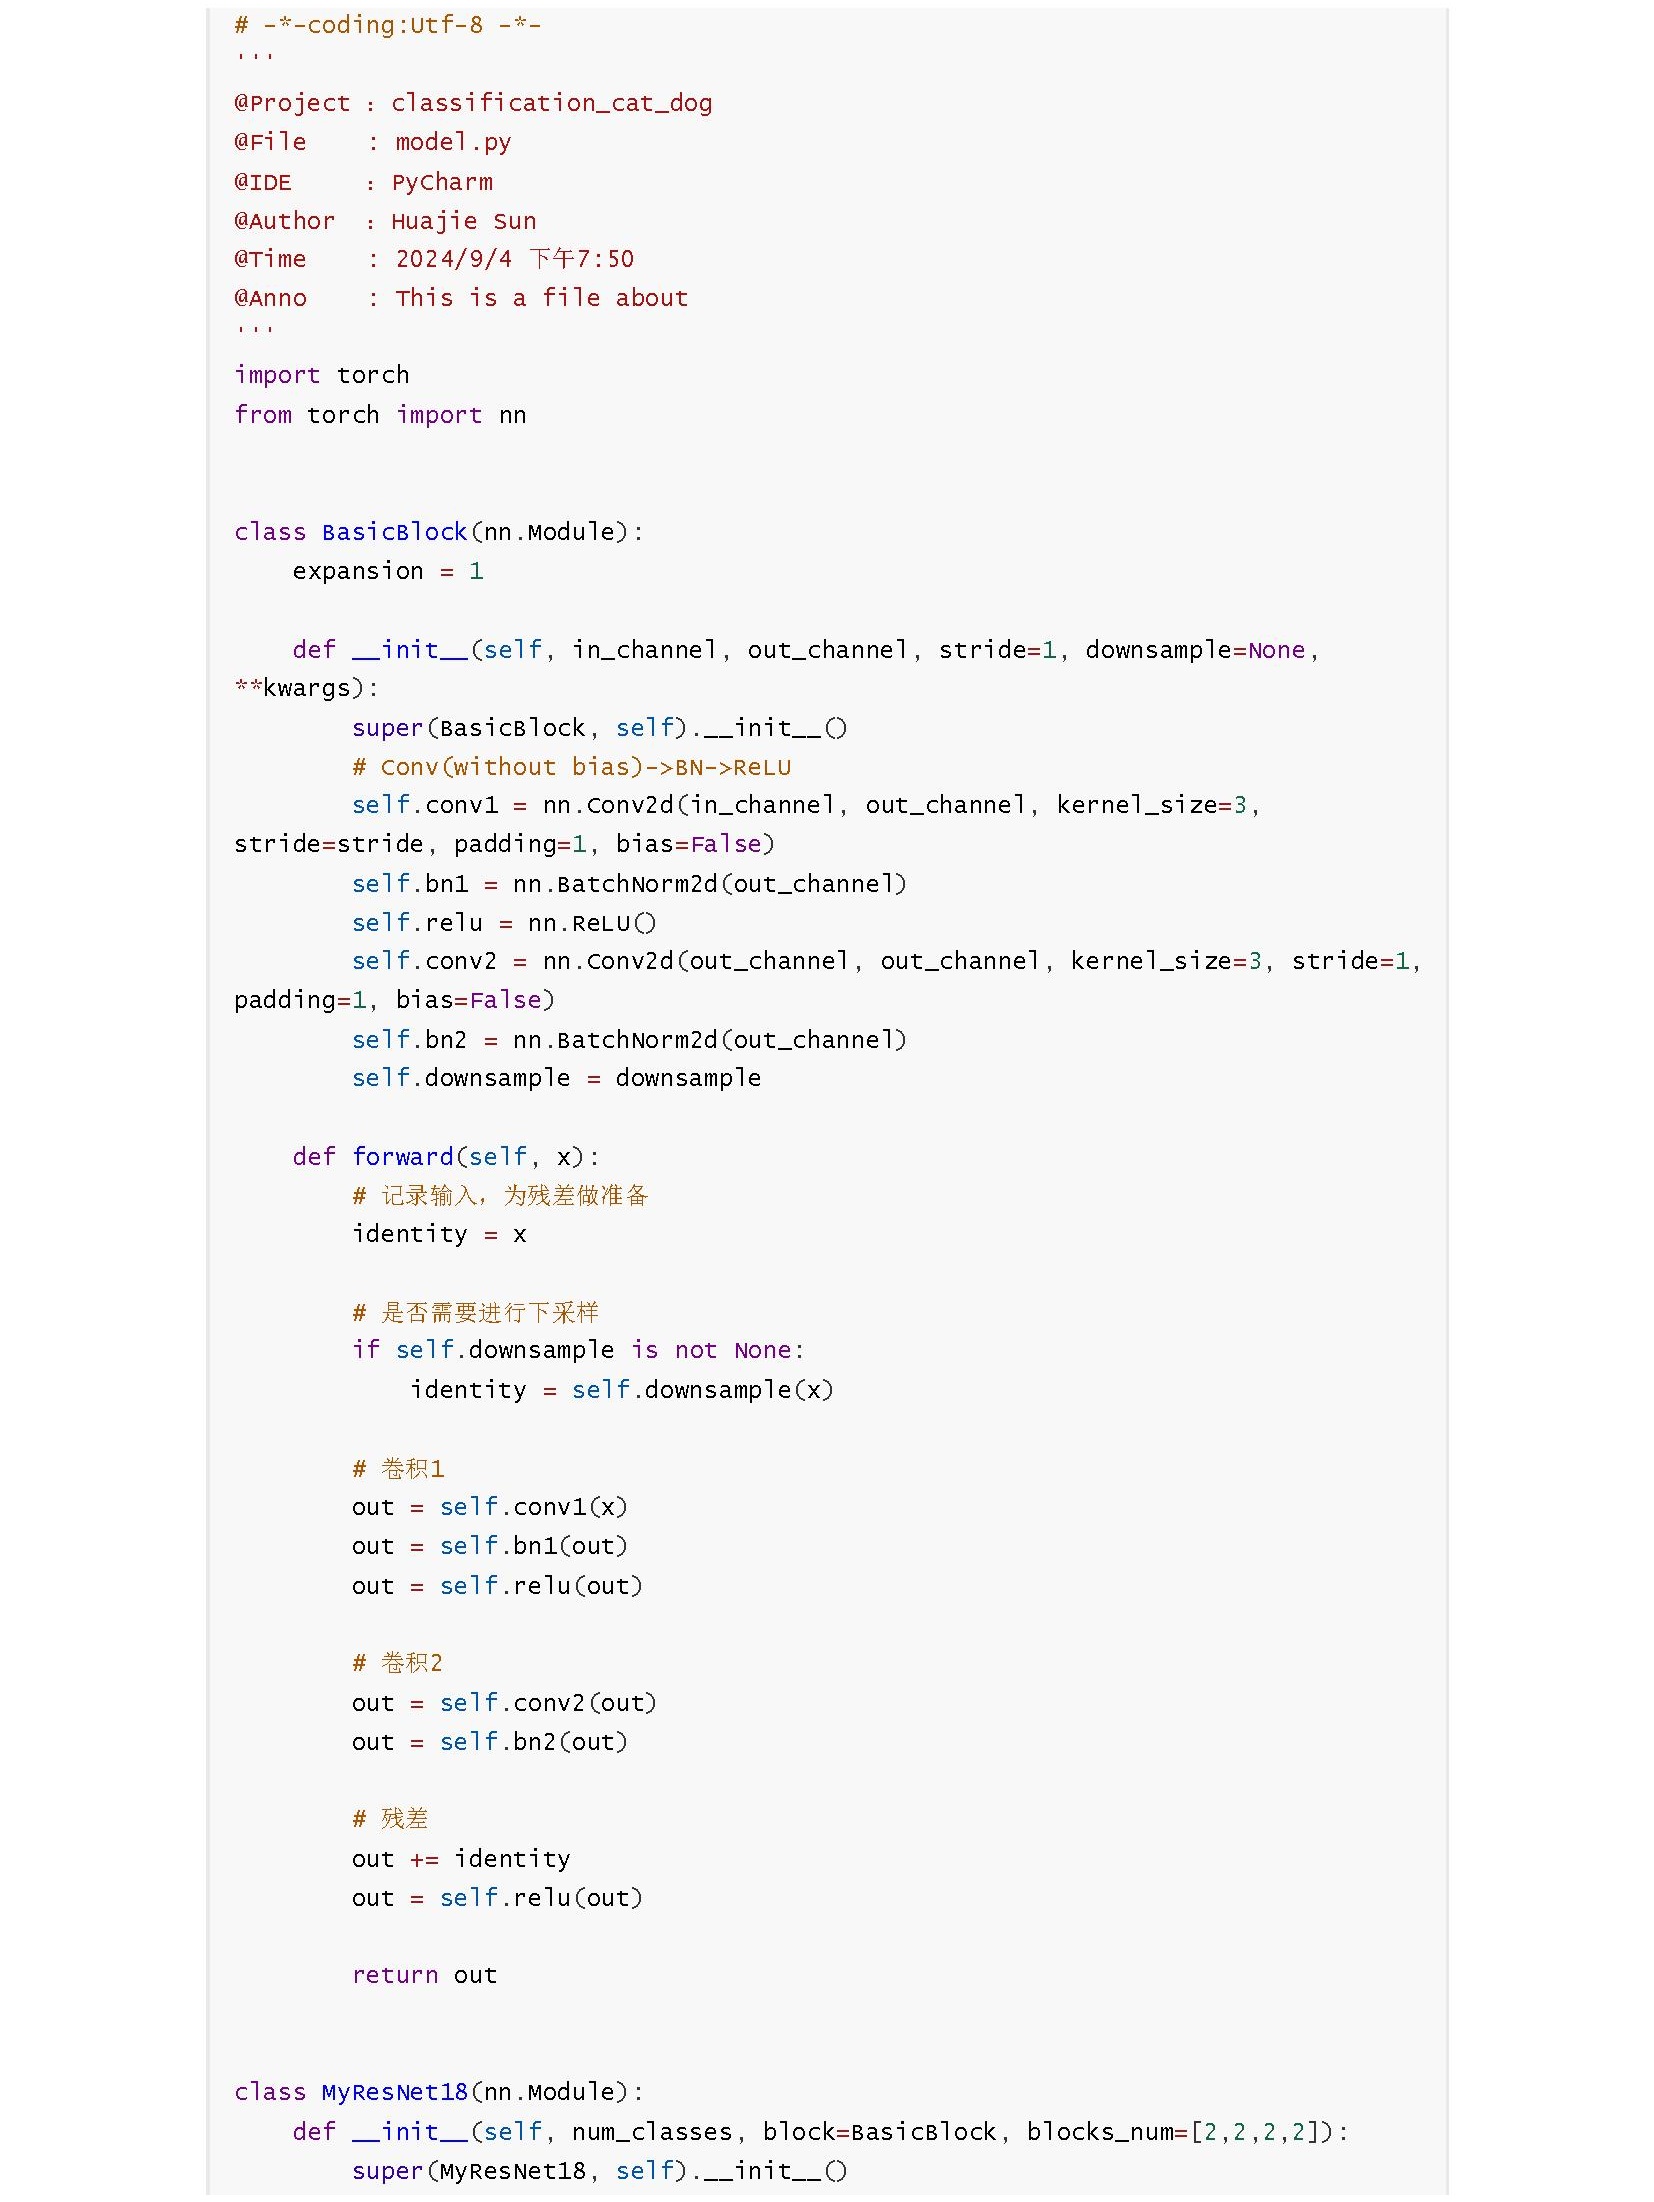 # -*-coding:Utf-8 -*-
'''
@Project : classification_cat_dog
@File    : model.py
@IDE     : PyCharm
@Author  : Huajie Sun
@Time    : 2024/9/4 下午7:50
@Anno    : This is a file about
'''
import torch
from torch import nn
class BasicBlock(nn.Module):
    expansion = 1
    def __init__(self, in_channel, out_channel, stride=1, downsample=None,
**kwargs):
        super(BasicBlock, self).__init__()
        # Conv(without bias)->BN->ReLU
        self.conv1 = nn.Conv2d(in_channel, out_channel, kernel_size=3,
stride=stride, padding=1, bias=False)
        self.bn1 = nn.BatchNorm2d(out_channel)
        self.relu = nn.ReLU()
        self.conv2 = nn.Conv2d(out_channel, out_channel, kernel_size=3, stride=1,
padding=1, bias=False)
        self.bn2 = nn.BatchNorm2d(out_channel)
        self.downsample = downsample
    def forward(self, x):
        # 记录输入，为残差做准备
        identity = x
        # 是否需要进行下采样
        if self.downsample is not None:
            identity = self.downsample(x)
        # 卷积1
        out = self.conv1(x)
        out = self.bn1(out)
        out = self.relu(out)
        # 卷积2
        out = self.conv2(out)
        out = self.bn2(out)
        # 残差
        out += identity
        out = self.relu(out)
        return out
class MyResNet18(nn.Module):
    def __init__(self, num_classes, block=BasicBlock, blocks_num=[2,2,2,2]):
        super(MyResNet18, self).__init__()